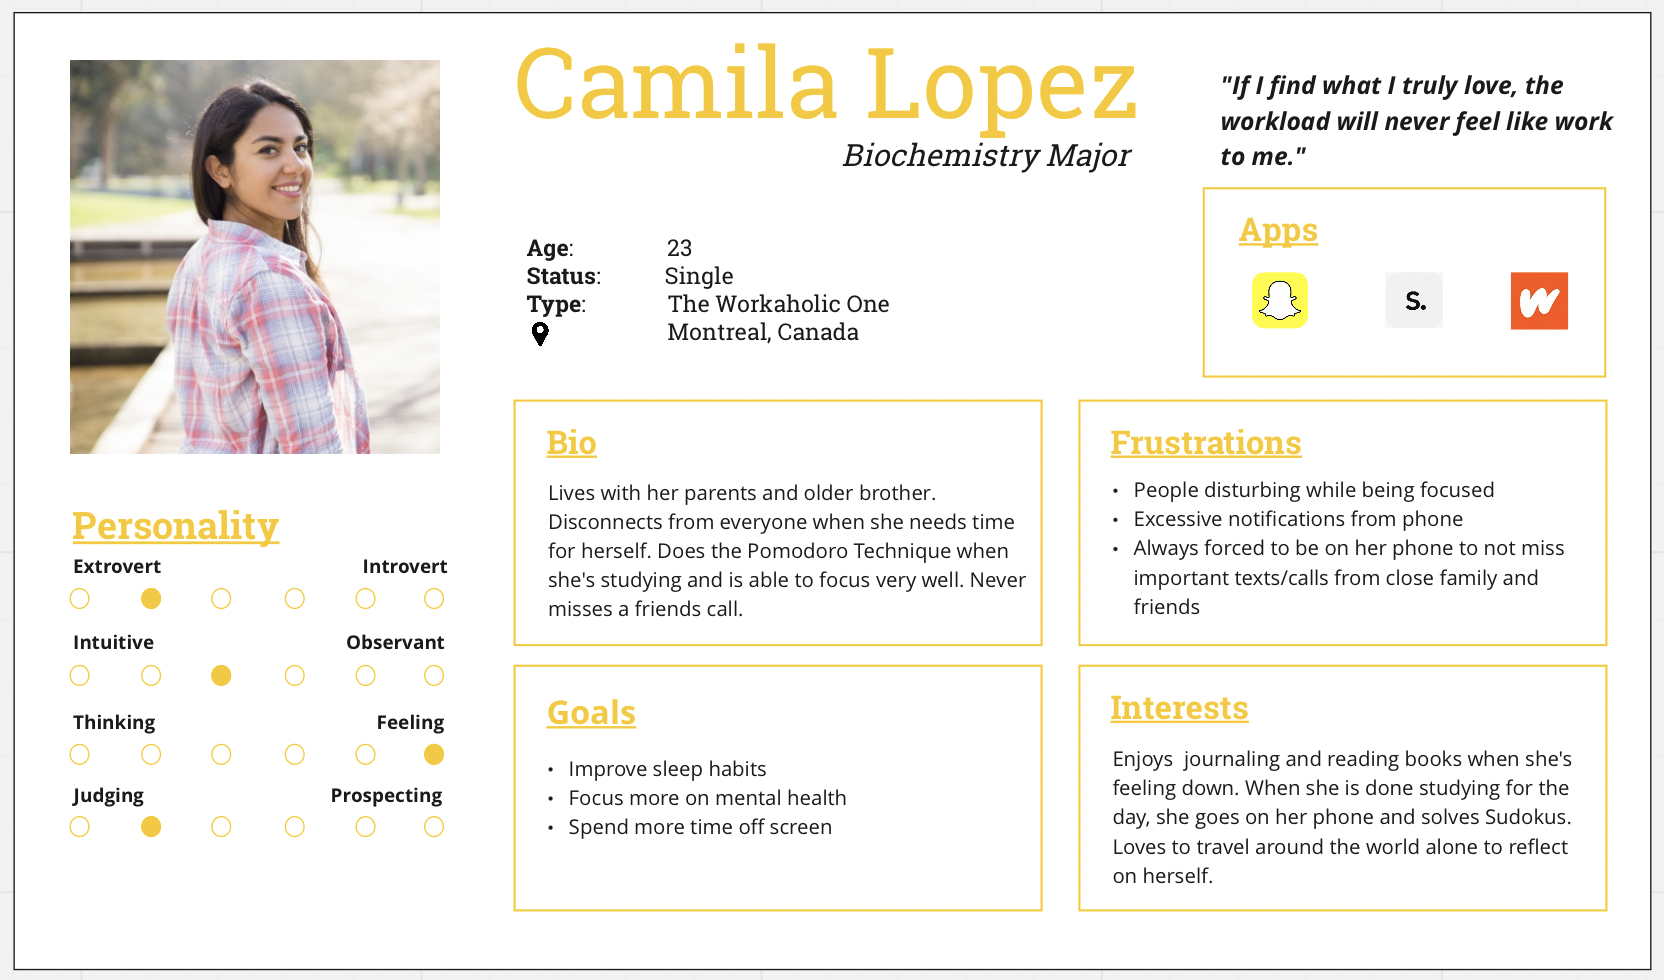 Camila Lopez
Biochemistry Major
"If I find what I truly love, the
workload will never feel like work
to me."
Age: 23
Status: Single
Type: The Workaholic One
Montreal, Canada
Apps
S.
W
Personality
Extrovert Introvert
Intuitive Observant
Thinking Feeling
Judging Prospecting
Bio
Lives with her parents and older brother.
Disconnects from everyone when she needs time
for herself. Does the Pomodoro Technique when
she's studying and is able to focus very well. Never
misses a friends call.
Frustrations
• People disturbing while being focused
• Excessive notifications from phone
• Always forced to be on her phone to not miss
important texts/calls from close family and
friends
Goals
• Improve sleep habits
• Focus more on mental health
• Spend more time off screen
Interests
Enjoys  journaling and reading books when she's
feeling down. When she is done studying for the
day, she goes on her phone and solves Sudokus.
Loves to travel around the world alone to reflect
on herself.